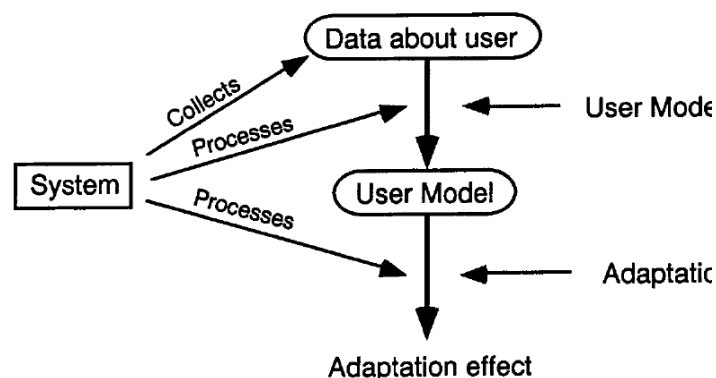 Data about user
Collects
User Mode
Processes
System
User Model
Processes
Adaptatio
Adaptation effect